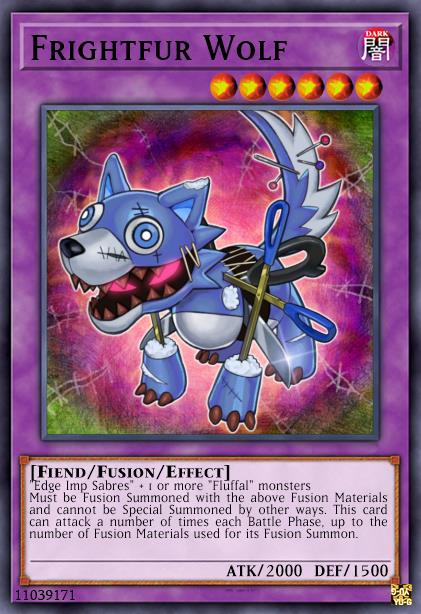 FRIGHTFUR WOLF
DARK
闇
[FIEND/FUSION/EFFECT]
"Edge Imp Sabres" + 1 or more "Fluffal" monsters
Must be Fusion Summoned with the above Fusion Materials
and cannot be Special Summoned by other ways. This card
can attack a number of times each Battle Phase, up to the
number of Fusion Materials used for its Fusion Summon.
ATK/2000 DEF/1500
11039171